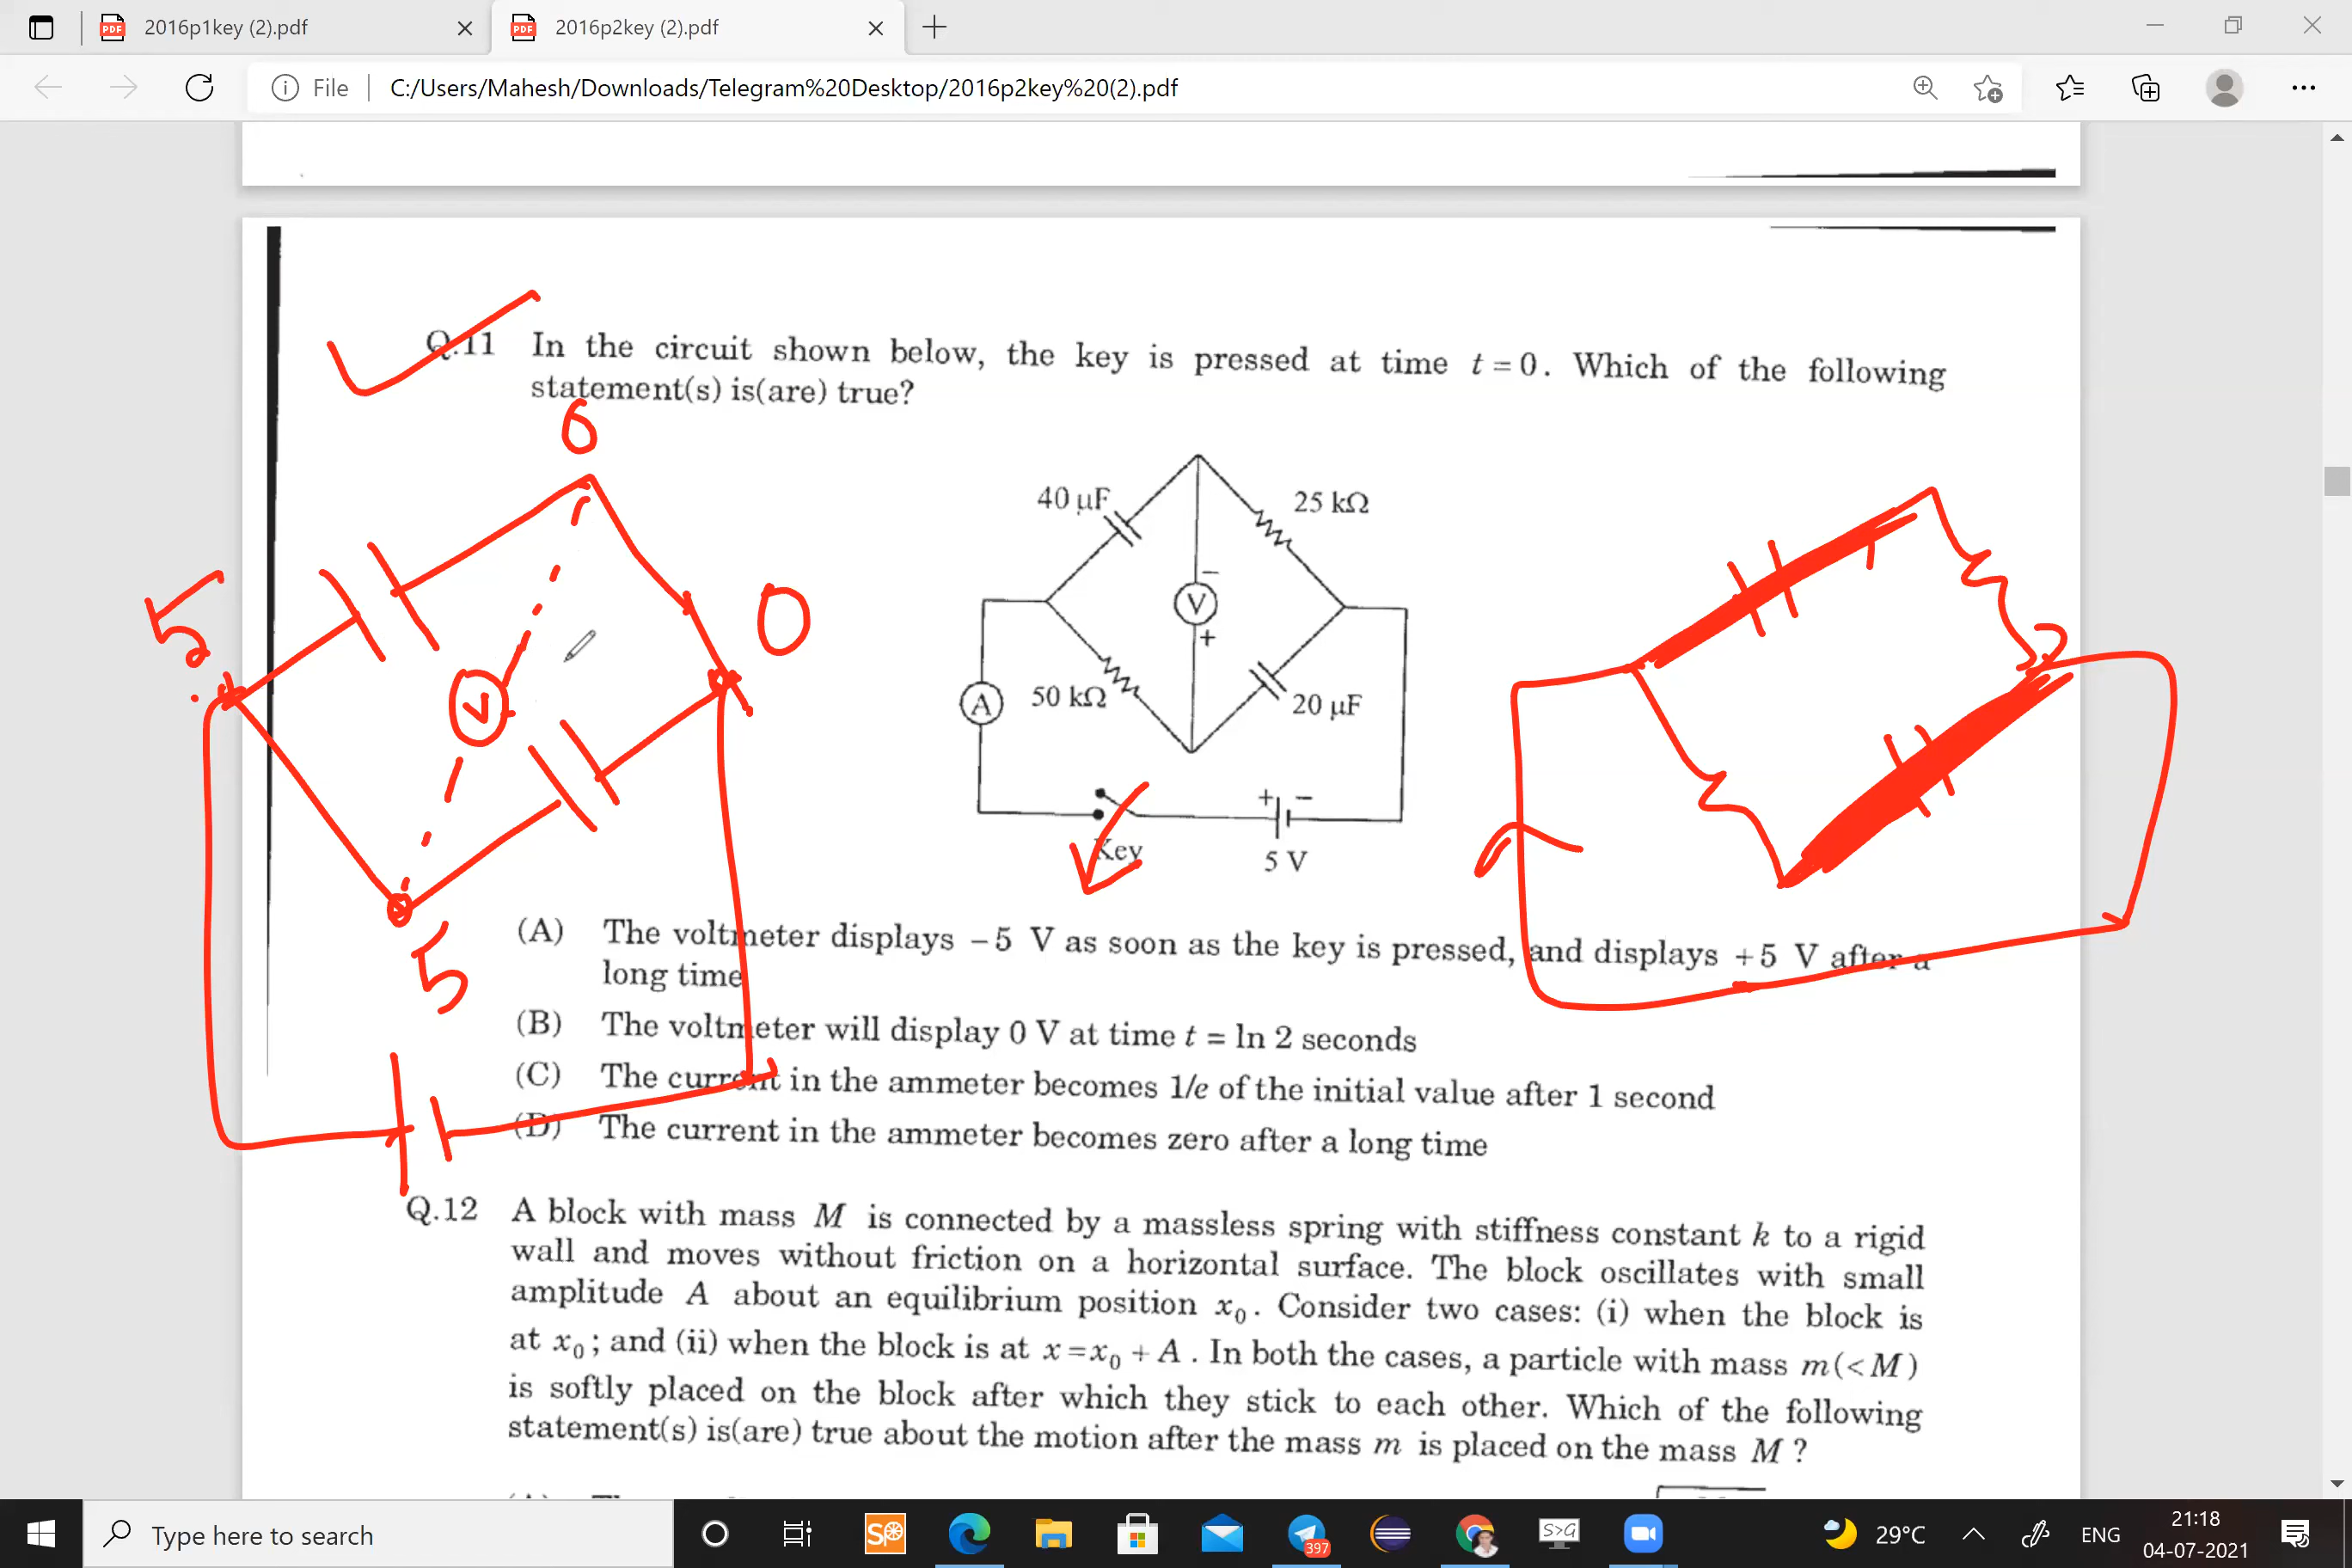 2016p1key (2).pdf
2016p2key (2).pdf
File
C:/Users/Mahesh/Downloads/Telegram%20Desktop/2016p2key%20(2).pdf
Q.11 In the circuit shown below, the key is pressed at time t = 0. Which of the following
statement(s) is(are) true?
6
40 μF
25 kΩ
5
0
V
−
V
+
A
50 kΩ
20 μF
+ −
Key
5 V
5
(A) The voltmeter displays −5 V as soon as the key is pressed, and displays +5 V after a
long time
(B) The voltmeter will display 0 V at time t = ln 2 seconds
(C) The current in the ammeter becomes 1/e of the initial value after 1 second
(D) The current in the ammeter becomes zero after a long time
Q.12 A block with mass M is connected by a massless spring with stiffness constant k to a rigid
wall and moves without friction on a horizontal surface. The block oscillates with small
amplitude A about an equilibrium position x₀. Consider two cases: (i) when the block is
at x₀; and (ii) when the block is at x=x₀ + A. In both the cases, a particle with mass m(<M)
is softly placed on the block after which they stick to each other. Which of the following
statement(s) is(are) true about the motion after the mass m is placed on the mass M?
Type here to search
SP
397
S>G
29°C
ENG
21:18
04-07-2021